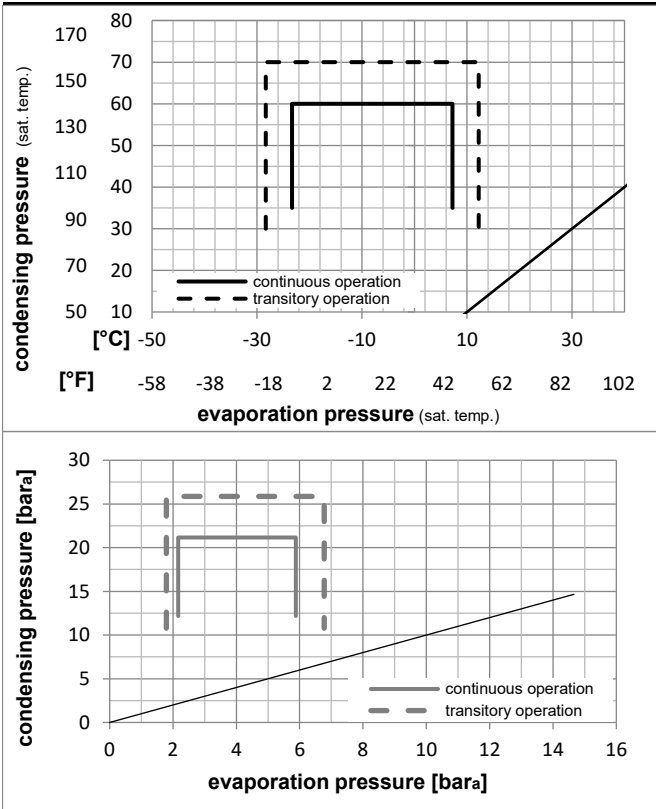 condensing pressure (sat. temp.)
170
150
130
110
90
70
50
80
70
60
50
40
30
20
10
continuous operation
transitory operation
[°C]
-50 -30 -10 10 30
[°F]
-58 -38 -18 2 22 42 62 82 102
evaporation pressure (sat. temp.)
condensing pressure [bara]
30
25
20
15
10
5
0
continuous operation
transitory operation
0 2 4 6 8 10 12 14 16
evaporation pressure [bara]